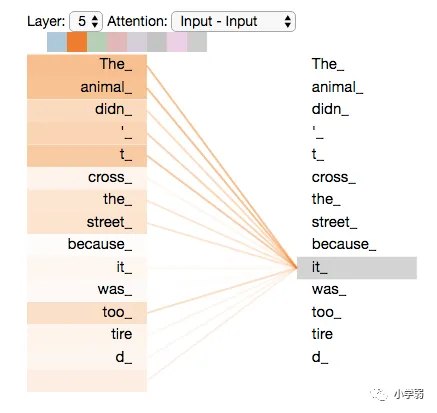 Layer: 5 Attention: Input - Input
The_ The_
animal_ animal_
didn_ didn_
'_ '_
t_ t_
cross_ cross_
the_ the_
street_ street_
because_ because_
it_ it_
was_ was_
too_ too_
tire tire
d_ d_
小学弱